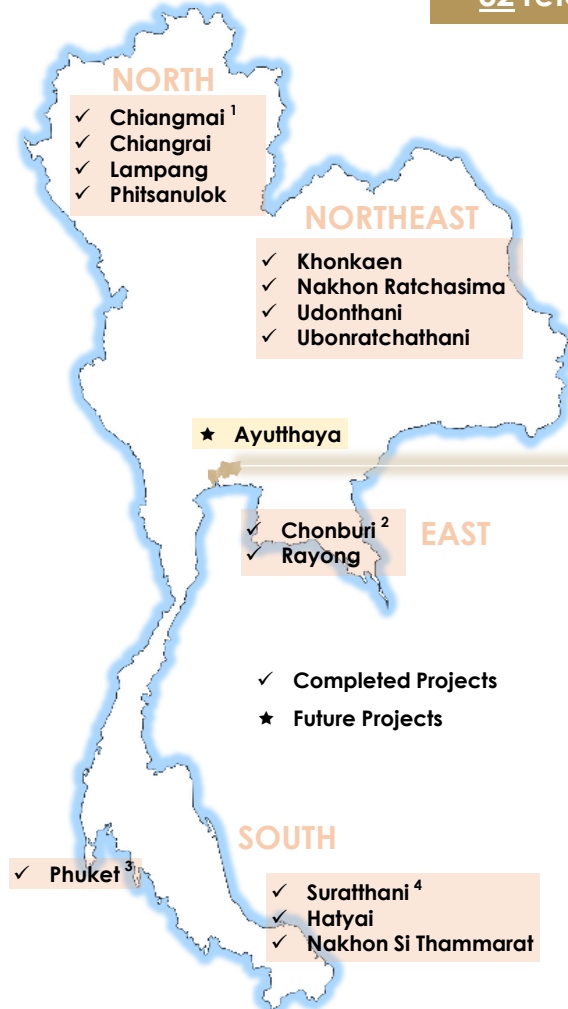 NORTH
✓ Chiangmai 1
✓ Chiangrai
✓ Lampang
✓ Phitsanulok
NORTHEAST
✓ Khonkaen
✓ Nakhon Ratchasima
✓ Udonthani
✓ Ubonratchathani
★ Ayutthaya
✓ Chonburi 2
✓ Rayong
EAST
✓ Completed Projects
★ Future Projects
SOUTH
✓ Phuket 3
✓ Suratthani 4
✓ Hatyai
✓ Nakhon Si Thammarat